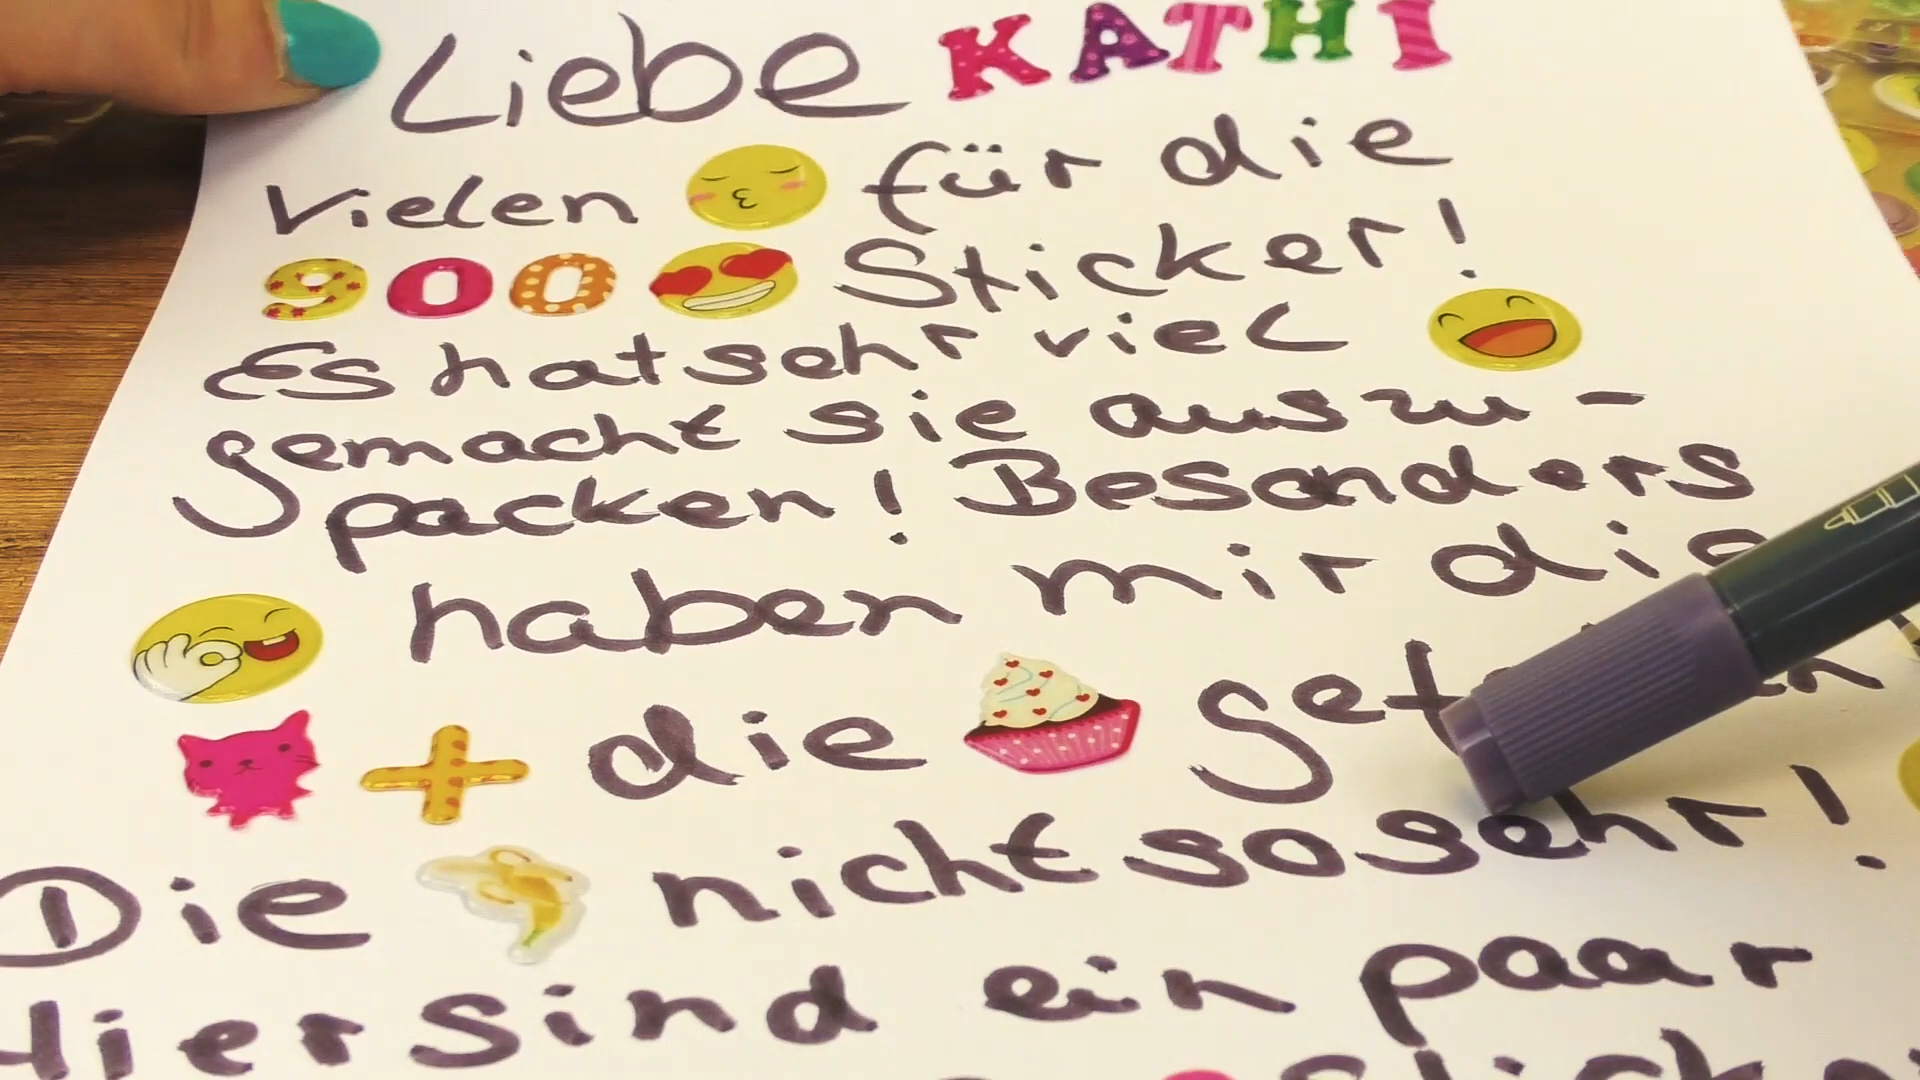 Liebe KATHI
Vielen für die
900 Sticker!
Es hat sehr viel
gemacht sie auszu-
packen! Besonders
haben mir die
+ die
Die nicht so sehr!
Hier sind ein paar